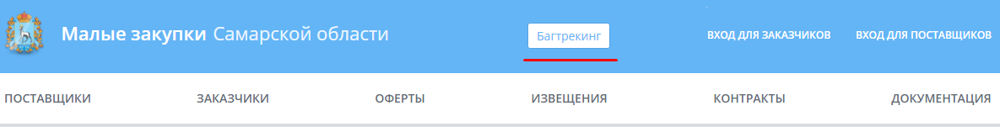 Малые закупки Самарской области
Багтрекинг
ВХОД ДЛЯ ЗАКАЗЧИКОВ
ВХОД ДЛЯ ПОСТАВЩИКОВ
ПОСТАВЩИКИ
ЗАКАЗЧИКИ
ОФЕРТЫ
ИЗВЕЩЕНИЯ
КОНТРАКТЫ
ДОКУМЕНТАЦИЯ